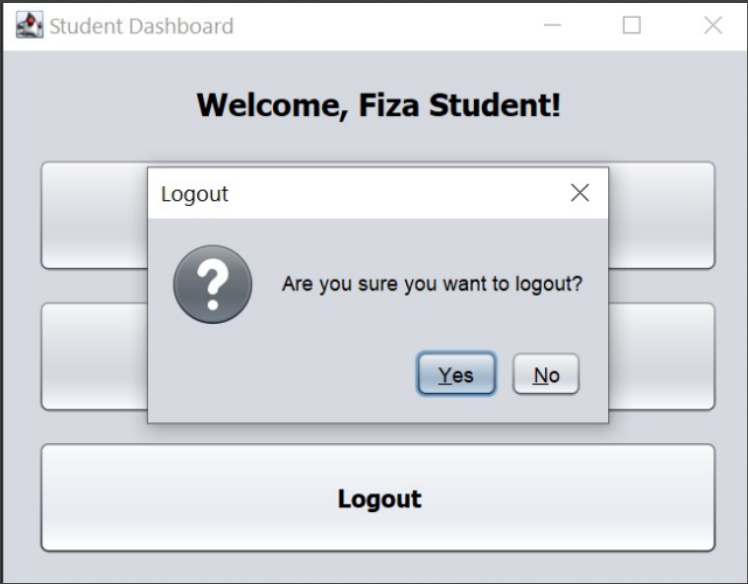 Student Dashboard
Welcome, Fiza Student!
Logout
Are you sure you want to logout?
Yes No
Logout